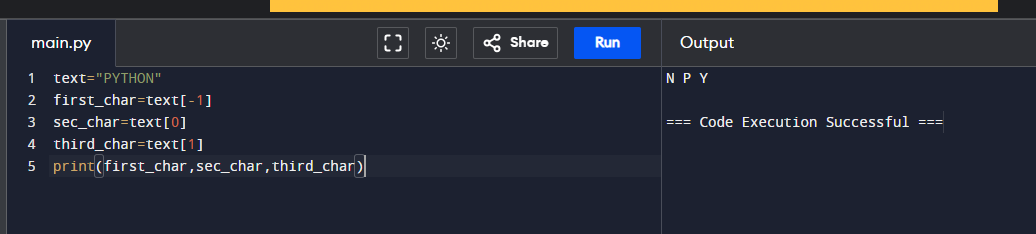 main.py
Share
Run
Output
1 text="PYTHON"
2 first_char=text[-1]
3 sec_char=text[0]
4 third_char=text[1]
5 print(first_char,sec_char,third_char)
N P Y
=== Code Execution Successful ===